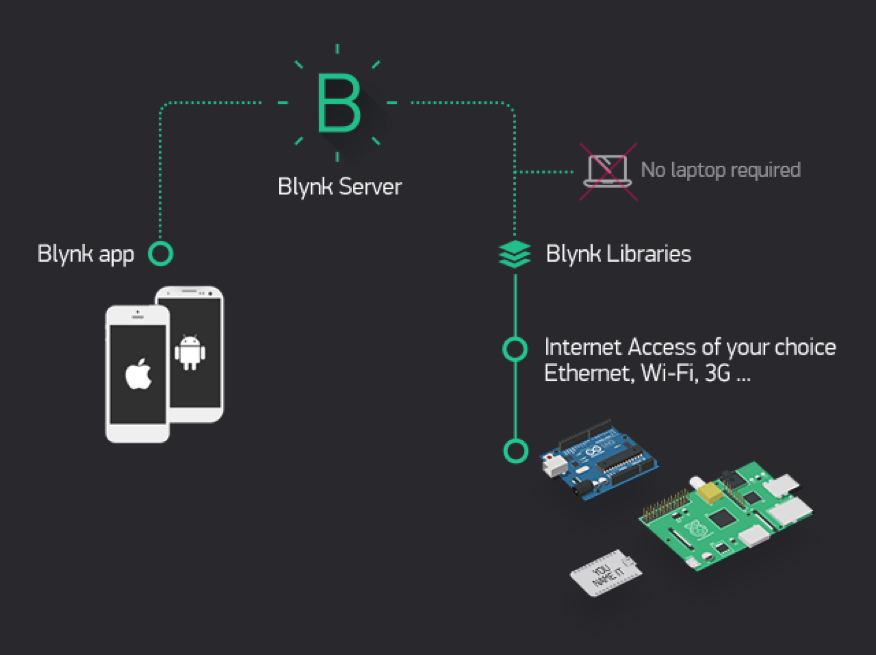 B
Blynk Server
No laptop required
Blynk app
Blynk Libraries
Internet Access of your choice
Ethernet, Wi-Fi, 3G ...
YOU
NAME IT